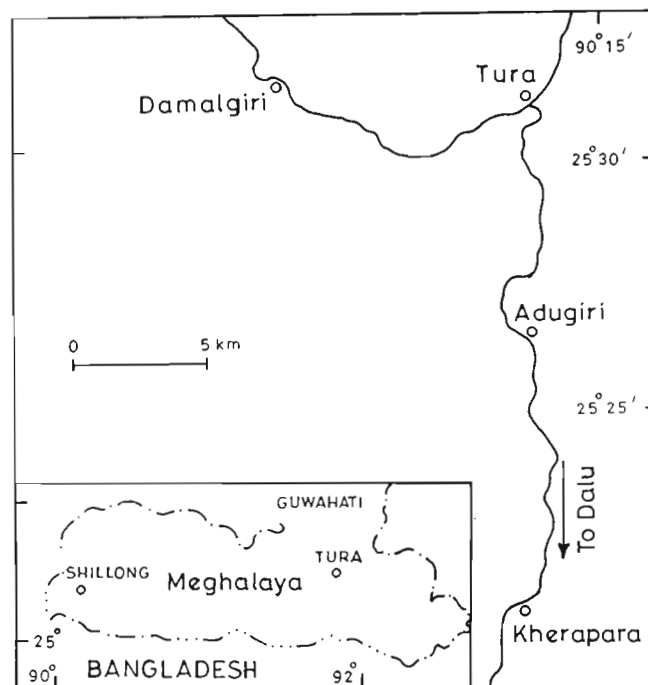 90°15′
Tura
Damalgiri
25°30′
Adugiri
0 5 km
25°25′
To Dalu
Kherapara
GUWAHATI
TURA
SHILLONG
Meghalaya
25°
BANGLADESH
90° 92°